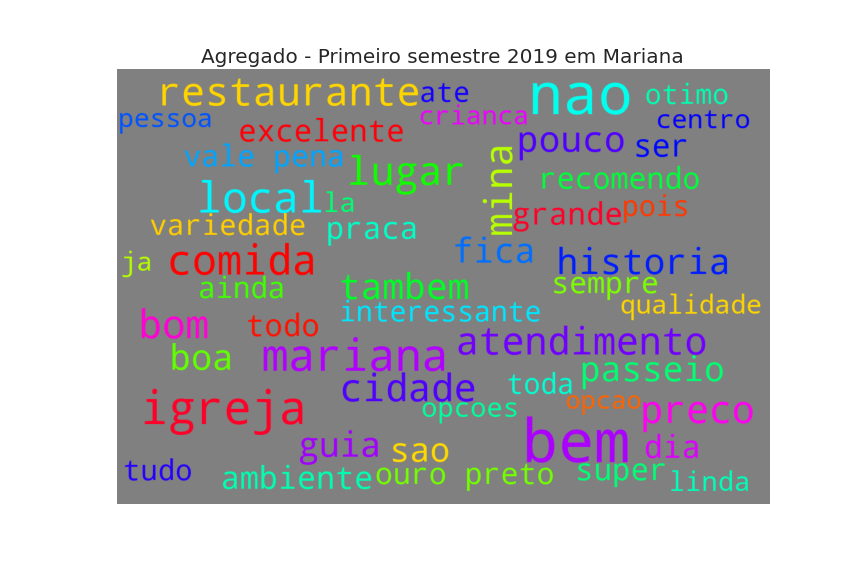 Agregado - Primeiro semestre 2019 em Mariana
restaurante
ate
nao
otimo
pessoa
crianca
centro
excelente
pouco
ser
vale pena
lugar
mina
recomendo
local
la
grande
pois
variedade
praca
ja
comida
fica
historia
ainda
tambem
sempre
interessante
qualidade
bom
todo
boa
mariana
atendimento
cidade
toda
passeio
igreja
opcoes
opcao
preco
guia
sao
bem
dia
tudo
ambiente
ouro preto
super
linda